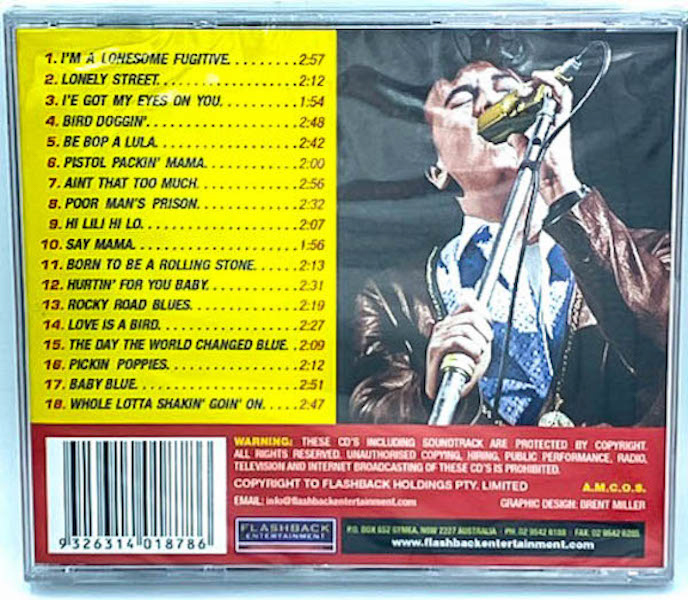 1. I'M A LONESOME FUGITIVE.........2:57
2. LONELY STREET...................2:12
3. I'E GOT MY EYES ON YOU..........1:54
4. BIRD DOGGIN'....................2:48
5. BE BOP A LULA...................2:42
6. PISTOL PACKIN' MAMA.............2:00
7. AINT THAT TOO MUCH..............2:56
8. POOR MAN'S PRISON...............2:32
9. HI LILI HI LO...................2:07
10. SAY MAMA.......................1:56
11. BORN TO BE A ROLLING STONE.....2:13
12. HURTIN' FOR YOU BABY...........2:31
13. ROCKY ROAD BLUES...............2:19
14. LOVE IS A BIRD.................2:27
15. THE DAY THE WORLD CHANGED BLUE..2:09
16. PICKIN POPPIES.................2:12
17. BABY BLUE......................2:51
18. WHOLE LOTTA SHAKIN' GOIN' ON.....2:47
WARNING: THESE CD'S INCLUDING SOUNDTRACK ARE PROTECTED BY COPYRIGHT.
ALL RIGHTS RESERVED. UNAUTHORISED COPYING, HIRING, PUBLIC PERFORMANCE, RADIO,
TELEVISION AND INTERNET BROADCASTING OF THESE CD'S IS PROHIBITED.
COPYRIGHT TO FLASHBACK HOLDINGS PTY. LIMITED A.M.C.O.S.
EMAIL: info@flashbackentertainment.com GRAPHIC DESIGN: BRENT MILLER
9326314018786
FLASHBACK
ENTERTAINMENT
P.O. BOX 652 GYMEA, NSW 2227 AUSTRALIA PH: 02 9542 FAX: 02 9542
www.flashbackentertainment.com